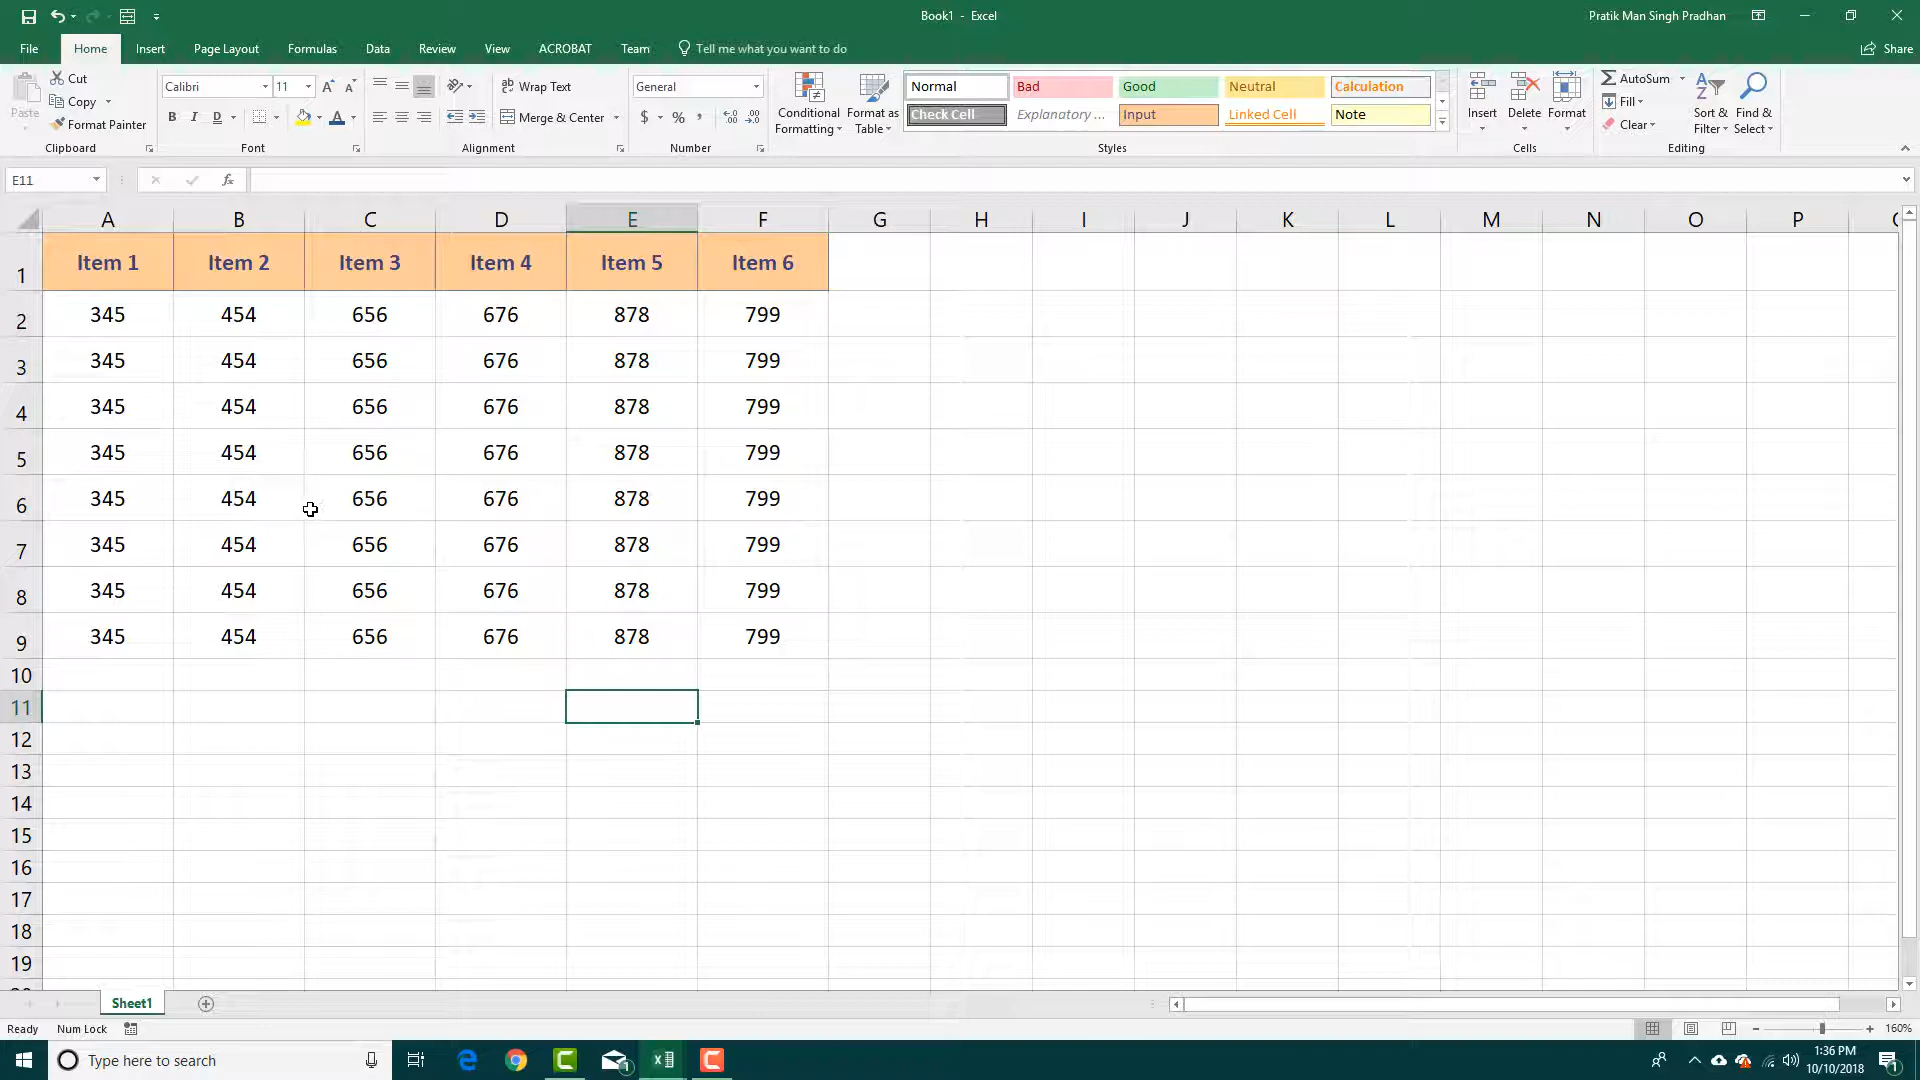 Book1 - Excel
Pratik Man Singh Pradhan
File Home Insert Page Layout Formulas Data Review View ACROBAT Team Tell me what you want to do Share
Paste
Cut
Copy
Format Painter
Clipboard
Calibri 11
B I D
Font
Wrap Text
Merge & Center
Alignment
General
$ % ,
Number
Conditional Formatting
Format as Table
Normal Bad Good Neutral Calculation
Check Cell Explanatory ... Input Linked Cell Note
Styles
Insert Delete Format
Cells
AutoSum
Fill
Clear
Sort & Filter
Find & Select
Editing
E11 fx
A B C D E F G H I J K L M N O P
1 Item 1 Item 2 Item 3 Item 4 Item 5 Item 6
2 345 454 656 676 878 799
3 345 454 656 676 878 799
4 345 454 656 676 878 799
5 345 454 656 676 878 799
6 345 454 656 676 878 799
7 345 454 656 676 878 799
8 345 454 656 676 878 799
9 345 454 656 676 878 799
10
11
12
13
14
15
16
17
18
19
Sheet1
Ready Num Lock 160%
Type here to search
1:36 PM
10/10/2018